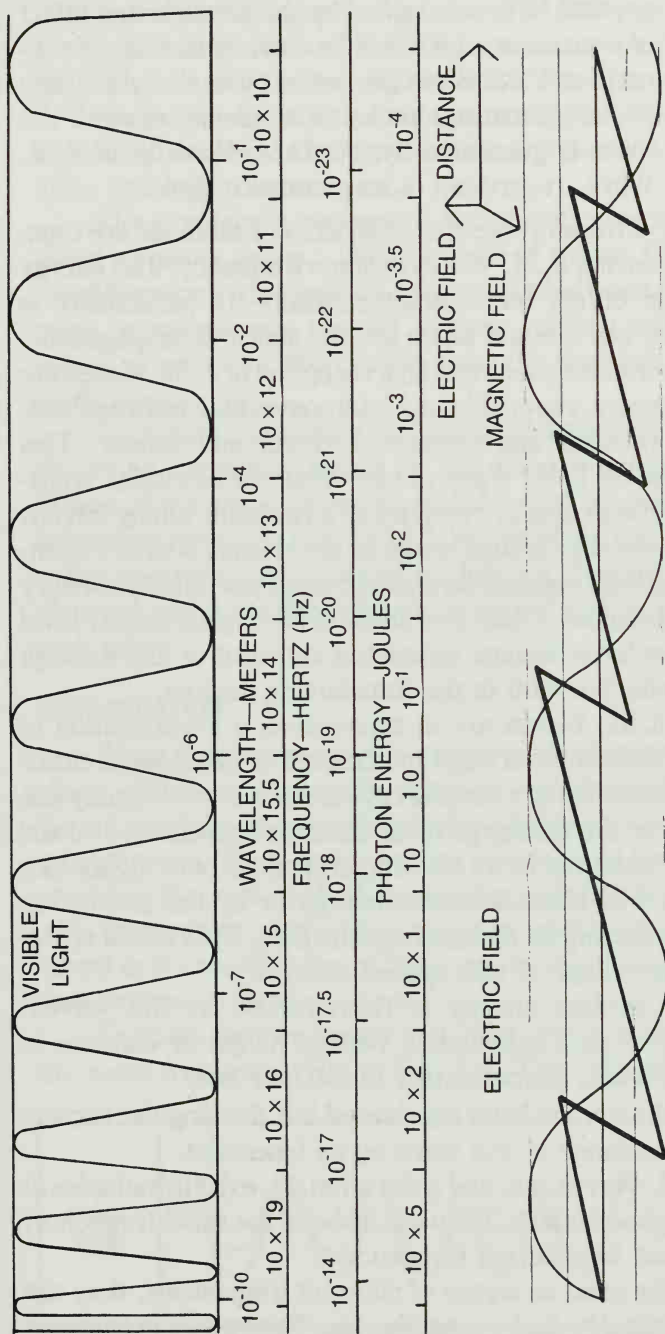 VISIBLE
LIGHT
10⁻¹⁰ 10⁻⁷ 10⁻⁶ 10⁻⁴ 10⁻² 10⁻¹
WAVELENGTH—METERS
10 × 19 10 × 16 10 × 15 10 × 15.5 10 × 14 10 × 13 10 × 12 10 × 11 10 × 10
FREQUENCY—HERTZ (Hz)
10⁻¹⁴ 10⁻¹⁷ 10⁻¹⁷·⁵ 10⁻¹⁸ 10⁻¹⁹ 10⁻²⁰ 10⁻²¹ 10⁻²² 10⁻²³
PHOTON ENERGY—JOULES
10 × 5 10 × 2 10 × 1 10 1.0 10⁻¹ 10⁻² 10⁻³ 10⁻³·⁵ 10⁻⁴
ELECTRIC FIELD DISTANCE
ELECTRIC FIELD MAGNETIC FIELD